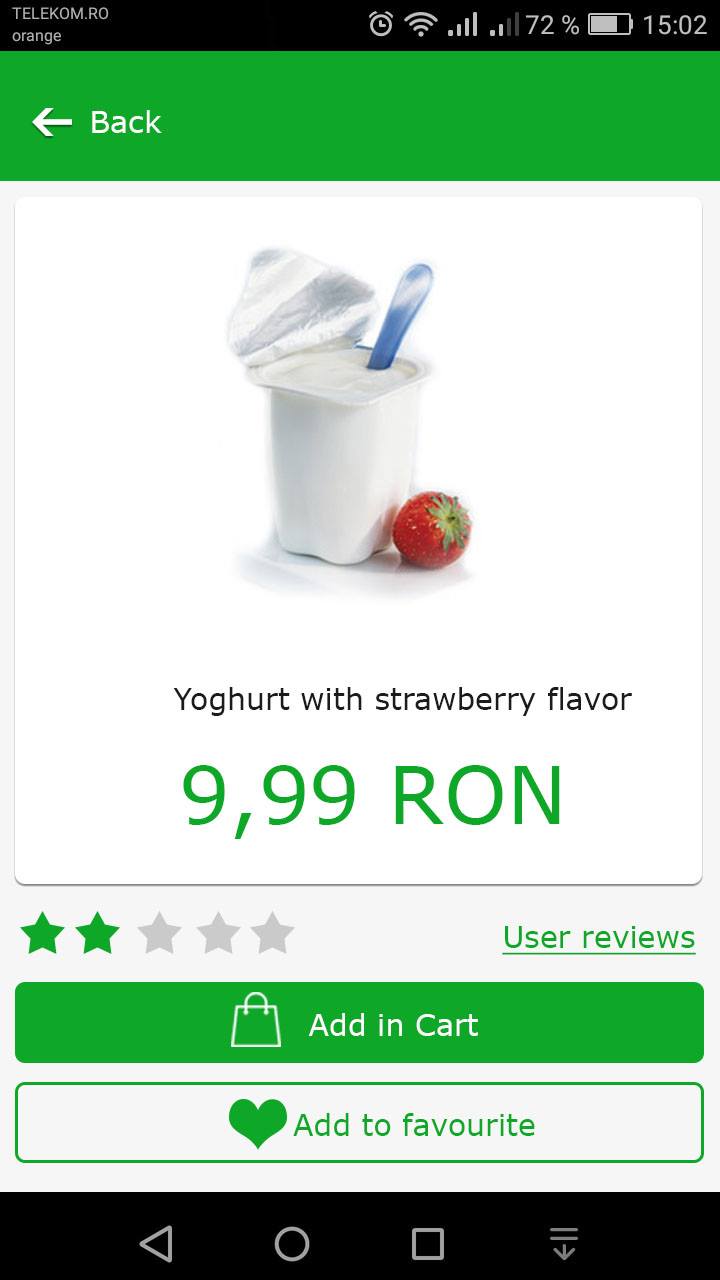 TELEKOM.RO
orange
72 % 15:02
Back
Yoghurt with strawberry flavor
9,99 RON
User reviews
Add in Cart
Add to favourite